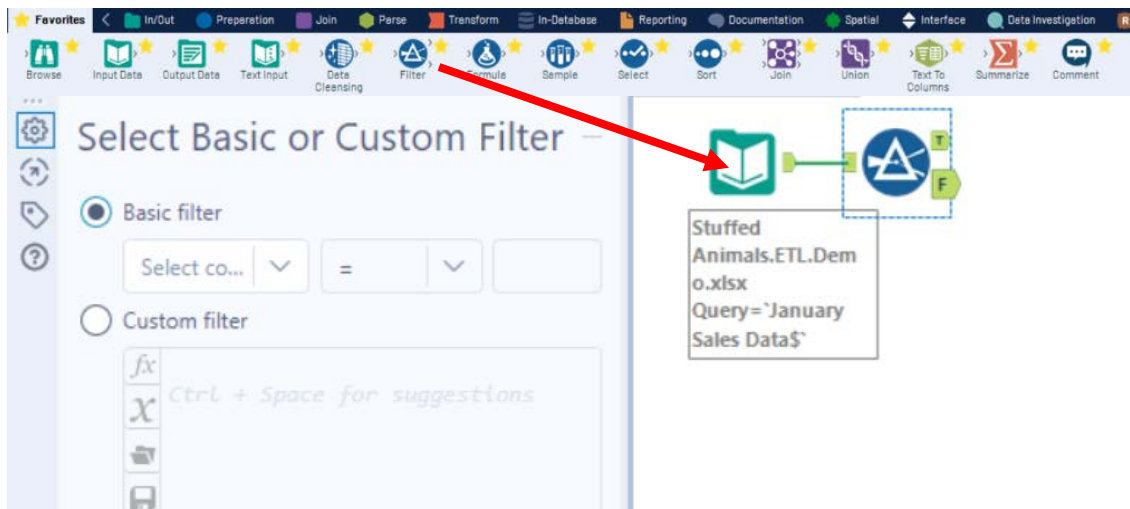 Favorites In/Out Preparation Join Parse Transform In-Database Reporting Documentation Spatial Interface Data Investigation R
Browse Input Data Output Data Text Input Data Cleansing Filter Formula Sample Select Sort Join Union Text To Columns Summarize Comment
Select Basic or Custom Filter
Basic filter
Select co... =
Custom filter
fx
Ctrl + Space for suggestions
X
T
F
Stuffed
Animals.ETL.Dem
o.xlsx
Query=`January
Sales Data$`